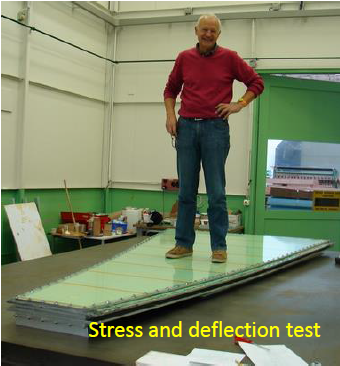 Stress and deflection test